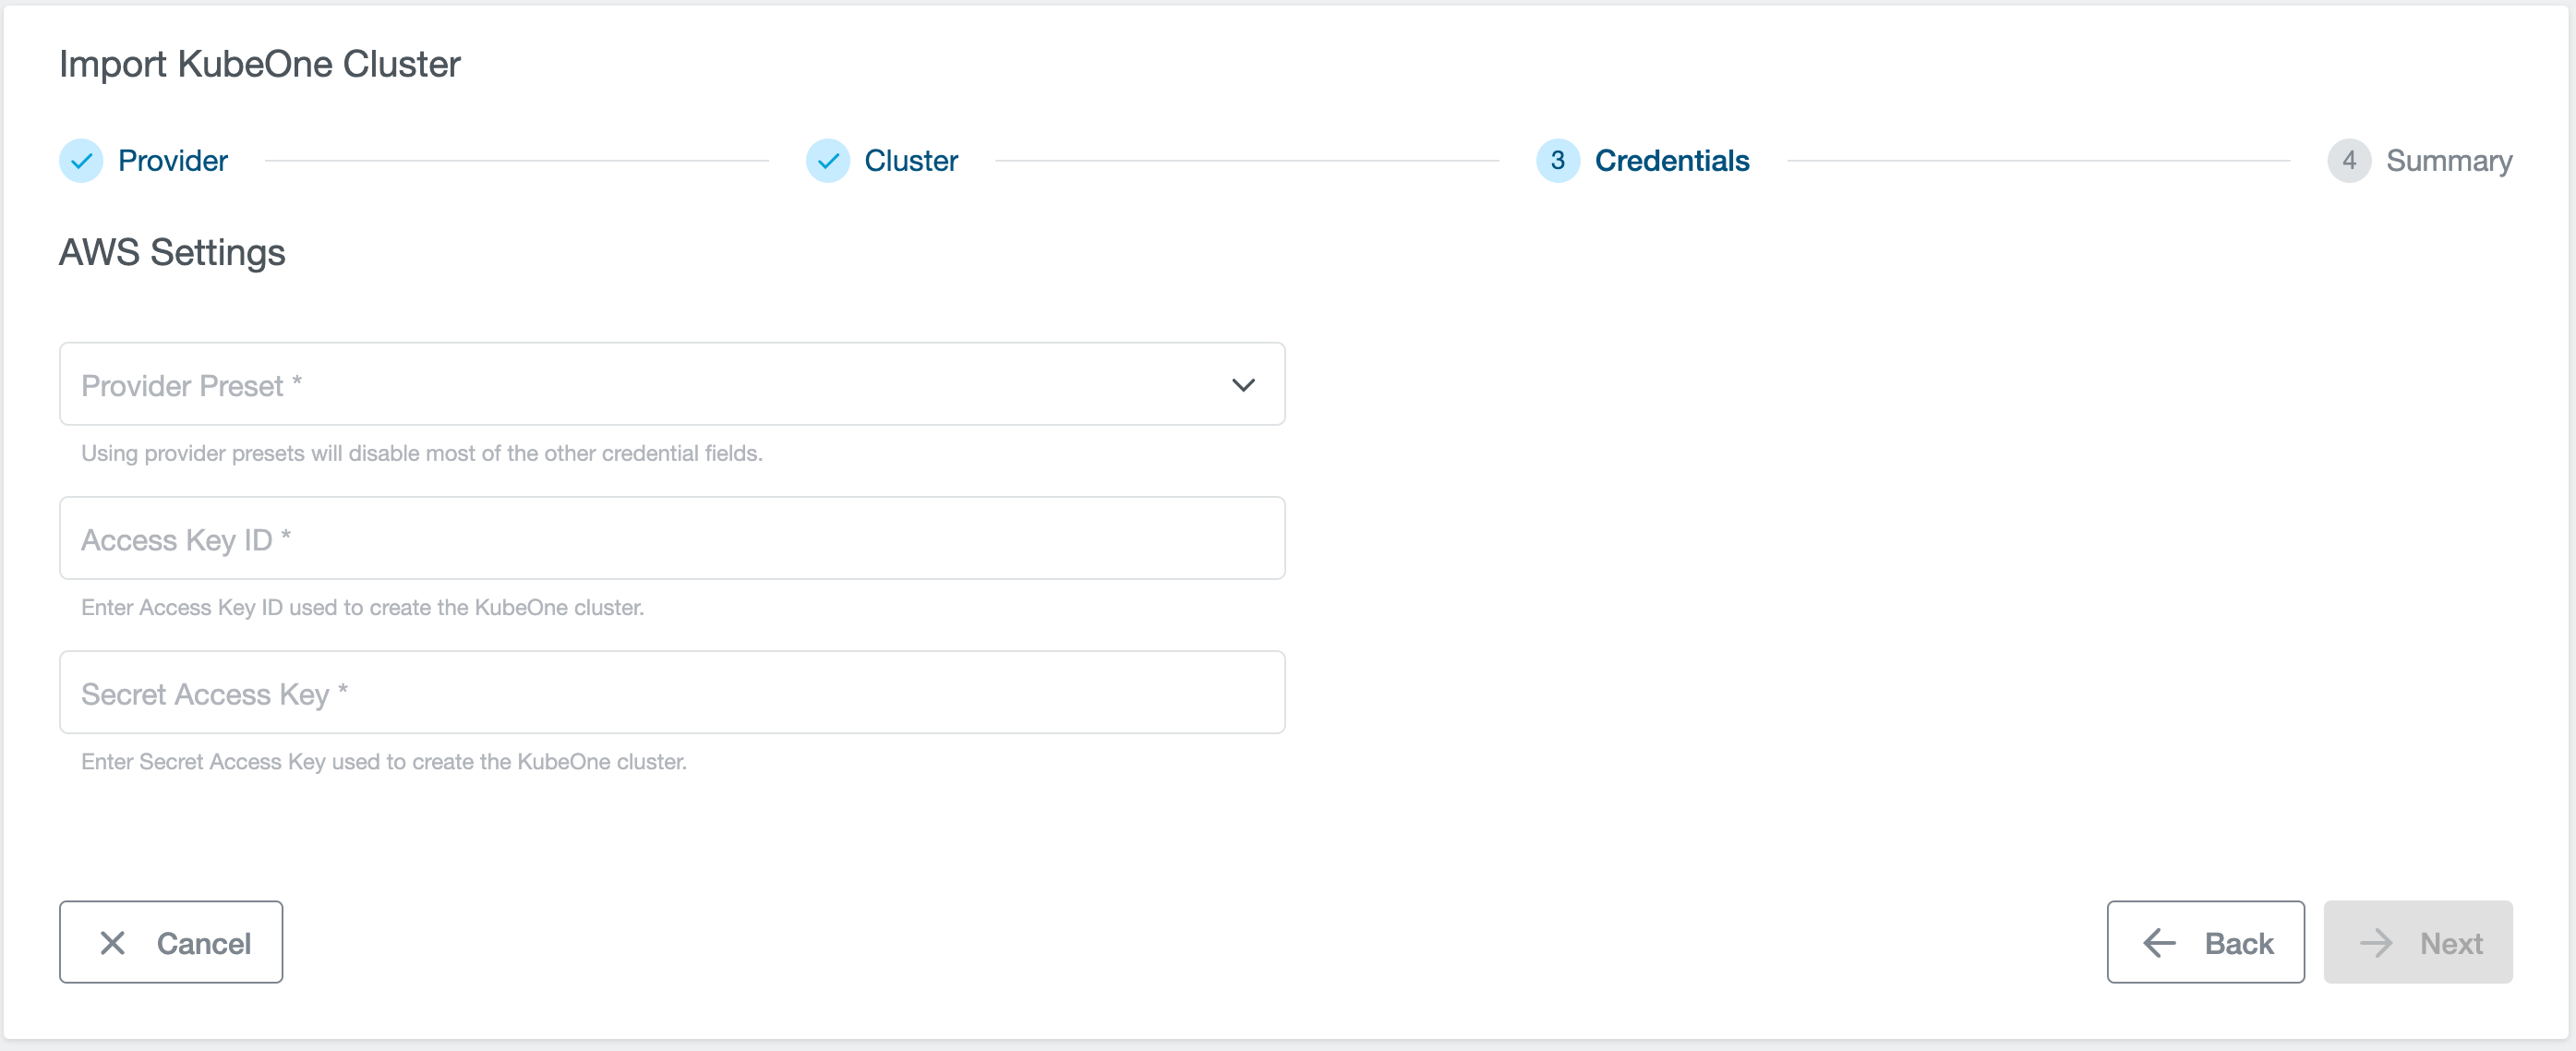 Import KubeOne Cluster
Provider
Cluster
3 Credentials
4 Summary
AWS Settings
Provider Preset *
Using provider presets will disable most of the other credential fields.
Access Key ID *
Enter Access Key ID used to create the KubeOne cluster.
Secret Access Key *
Enter Secret Access Key used to create the KubeOne cluster.
Cancel
Back
Next